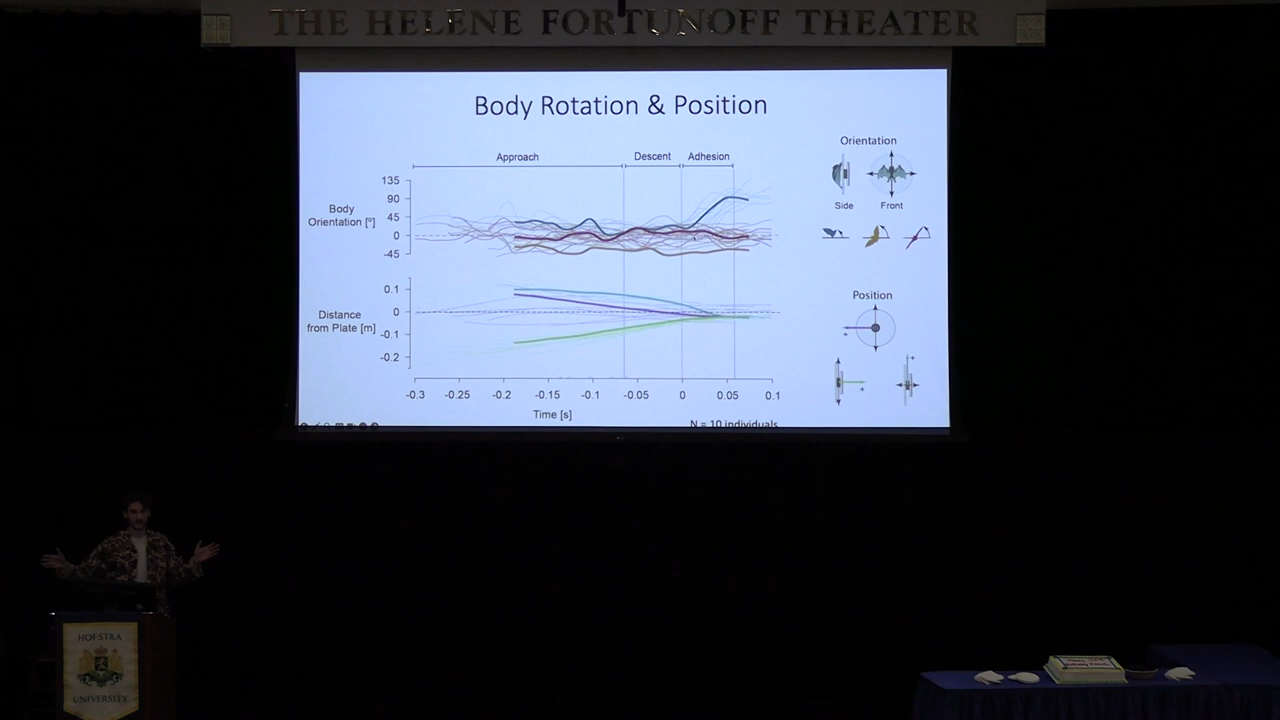 THE HELENE FORTUNOFF THEATER
Body Rotation & Position
Approach
Descent
Adhesion
Body
Orientation [º]
135
90
45
0
-45
Distance
from Plate [m]
0.1
0
-0.1
-0.2
-0.3 -0.25 -0.2 -0.15 -0.1 -0.05 0 0.05 0.1
Time [s]
N = 10 individuals
Orientation
Side
Front
Position
HOFSTRA
UNIVERSITY